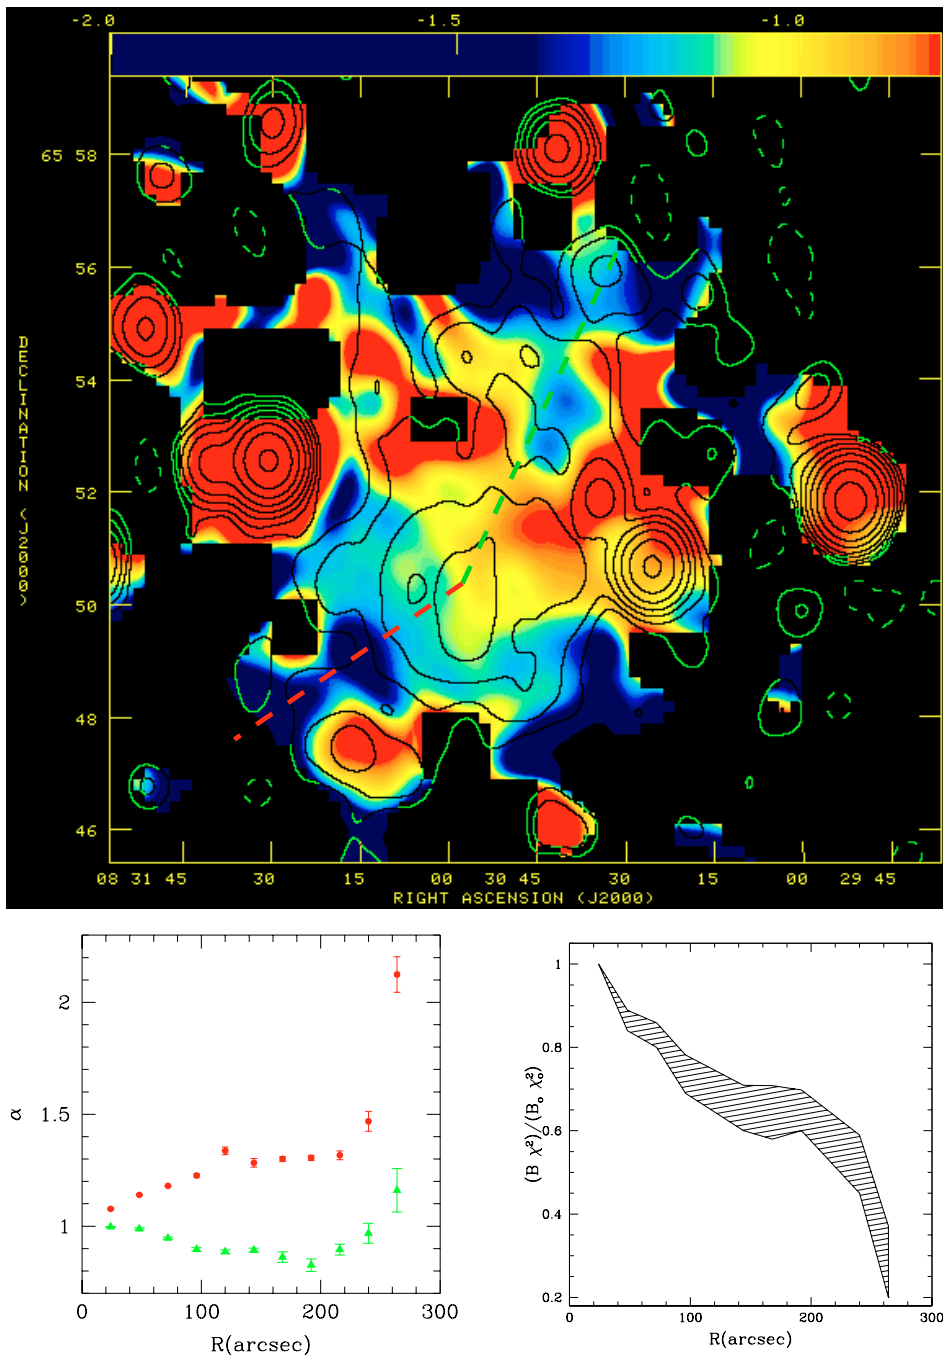 -2.0 -1.5 -1.0
65 58
56
54
52
50
48
46
DECLINATION (J2000)
08 31 45 30 15 00 30 45 30 15 00 29 45
RIGHT ASCENSION (J2000)
2
1.5
1
α
0 100 200 300
R(arcsec)
1
0.8
0.6
0.4
0.2
(B χ²)/(B₀ χ₀²)
0 100 200 300
R(arcsec)